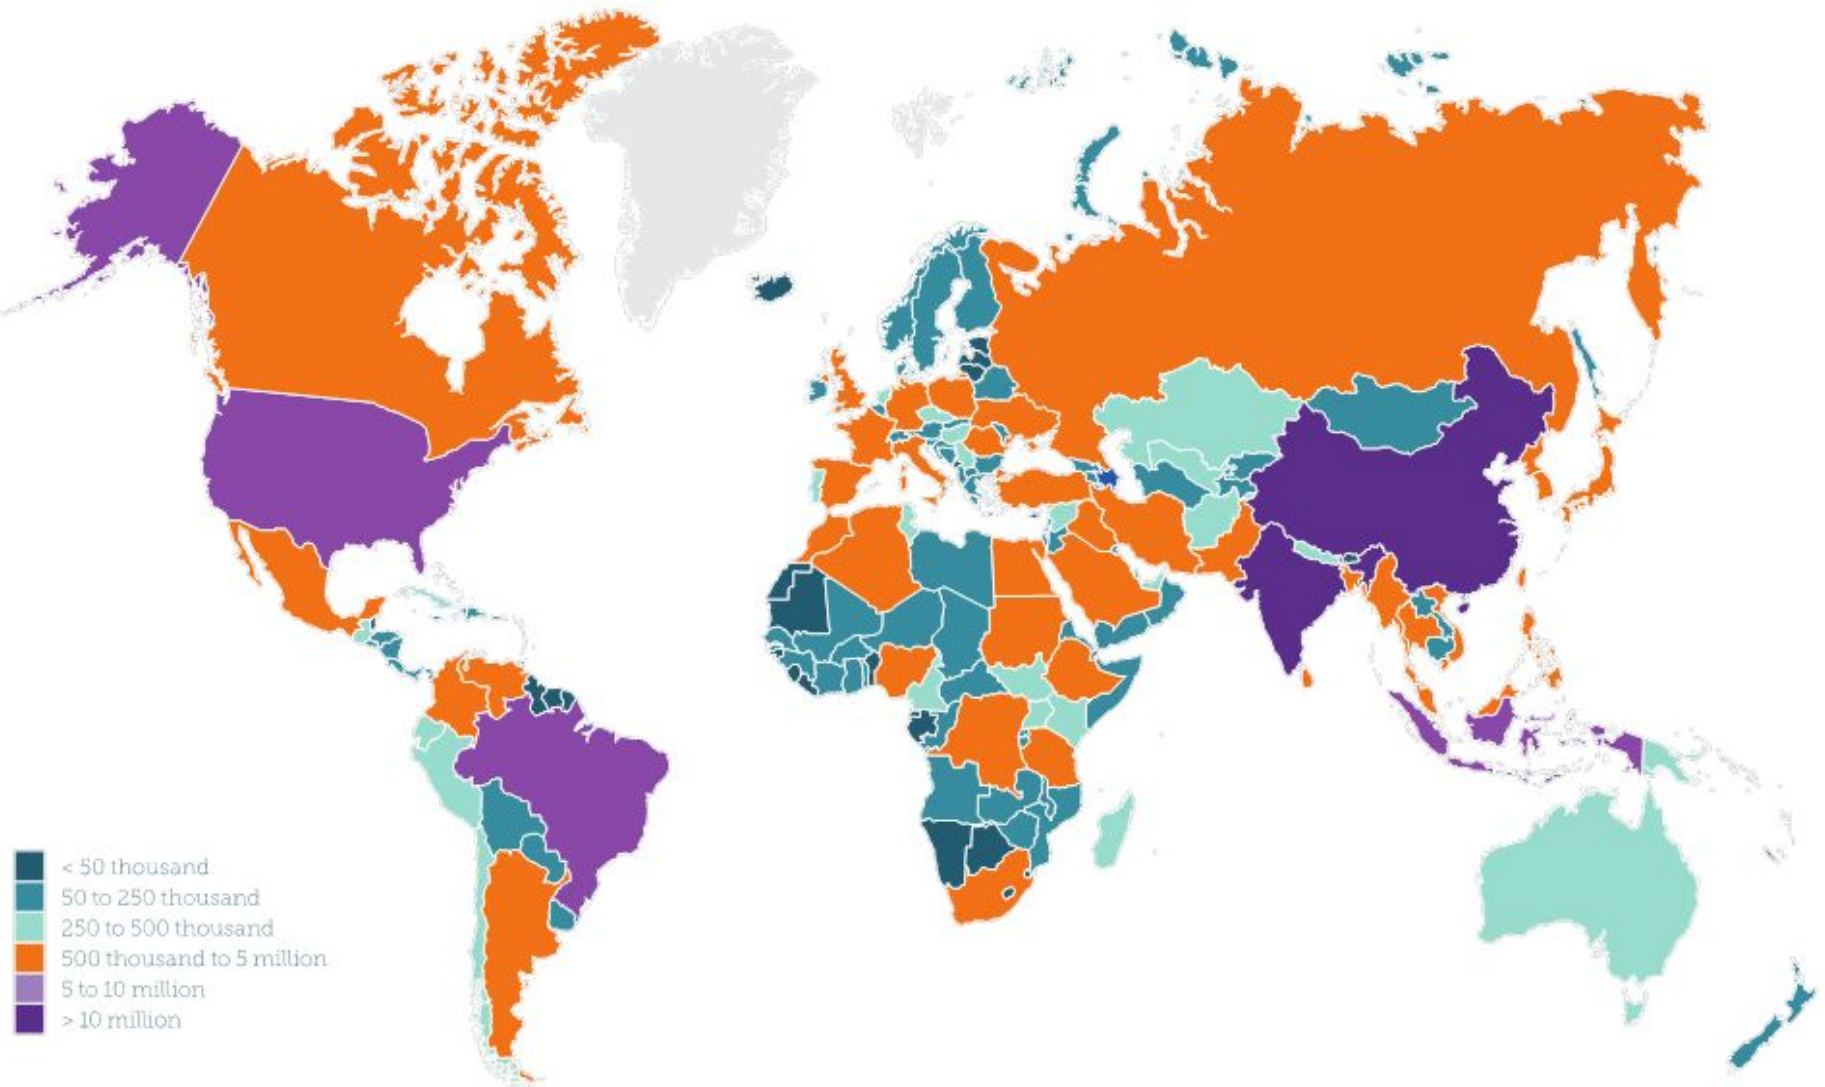 < 50 thousand
50 to 250 thousand
250 to 500 thousand
500 thousand to 5 million
5 to 10 million
> 10 million